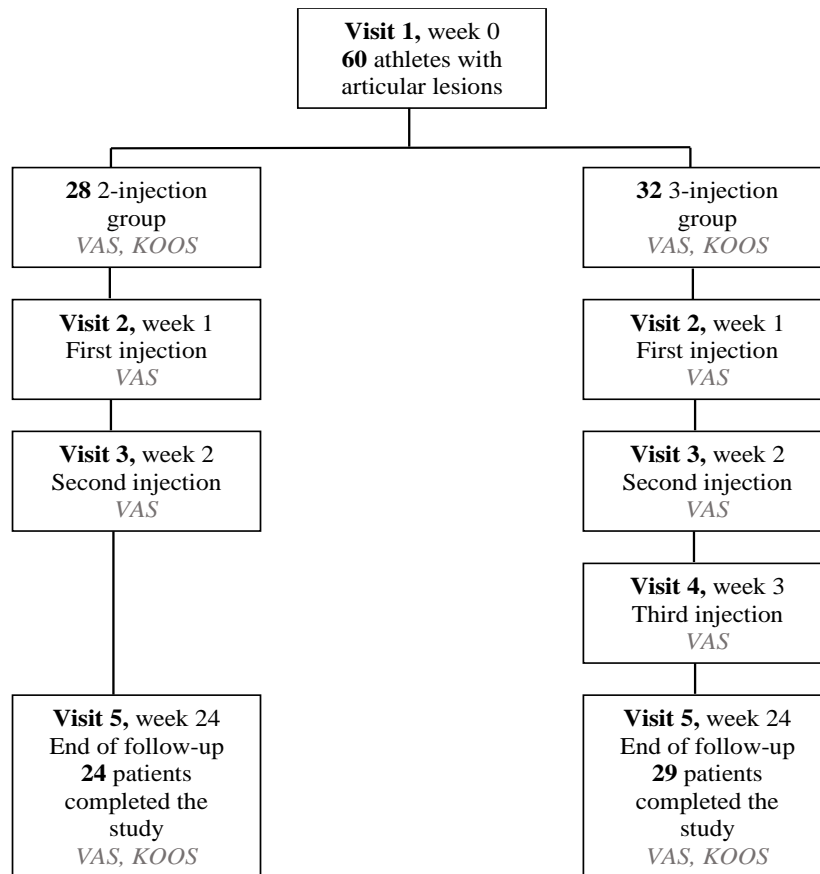 Visit 1, week 0
60 athletes with
articular lesions
28 2-injection
group
VAS, KOOS
32 3-injection
group
VAS, KOOS
Visit 2, week 1
First injection
VAS
Visit 2, week 1
First injection
VAS
Visit 3, week 2
Second injection
VAS
Visit 3, week 2
Second injection
VAS
Visit 4, week 3
Third injection
VAS
Visit 5, week 24
End of follow-up
24 patients
completed the
study
VAS, KOOS
Visit 5, week 24
End of follow-up
29 patients
completed the
study
VAS, KOOS